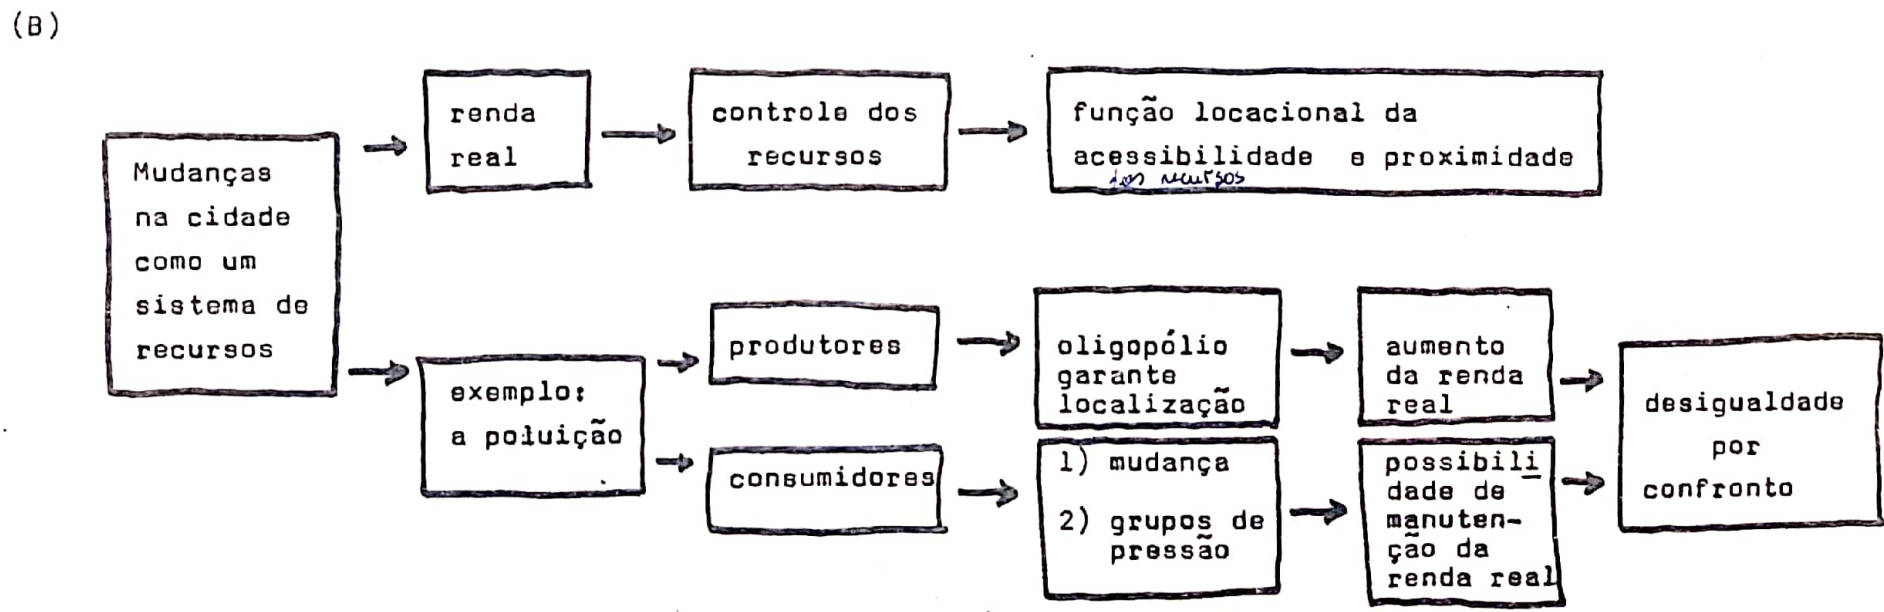 (B)
renda
real
controle dos
recursos
função locacional da
acessibilidade e proximidade
dos recursos
Mudanças
na cidade
como um
sistema de
recursos
exemplo:
a poluição
produtores
oligopólio
garante
localização
aumento
da renda
real
consumidores
1) mudança
2) grupos de
pressão
possibili
dade de
manuten-
ção da
renda real
desigualdade
por
confronto